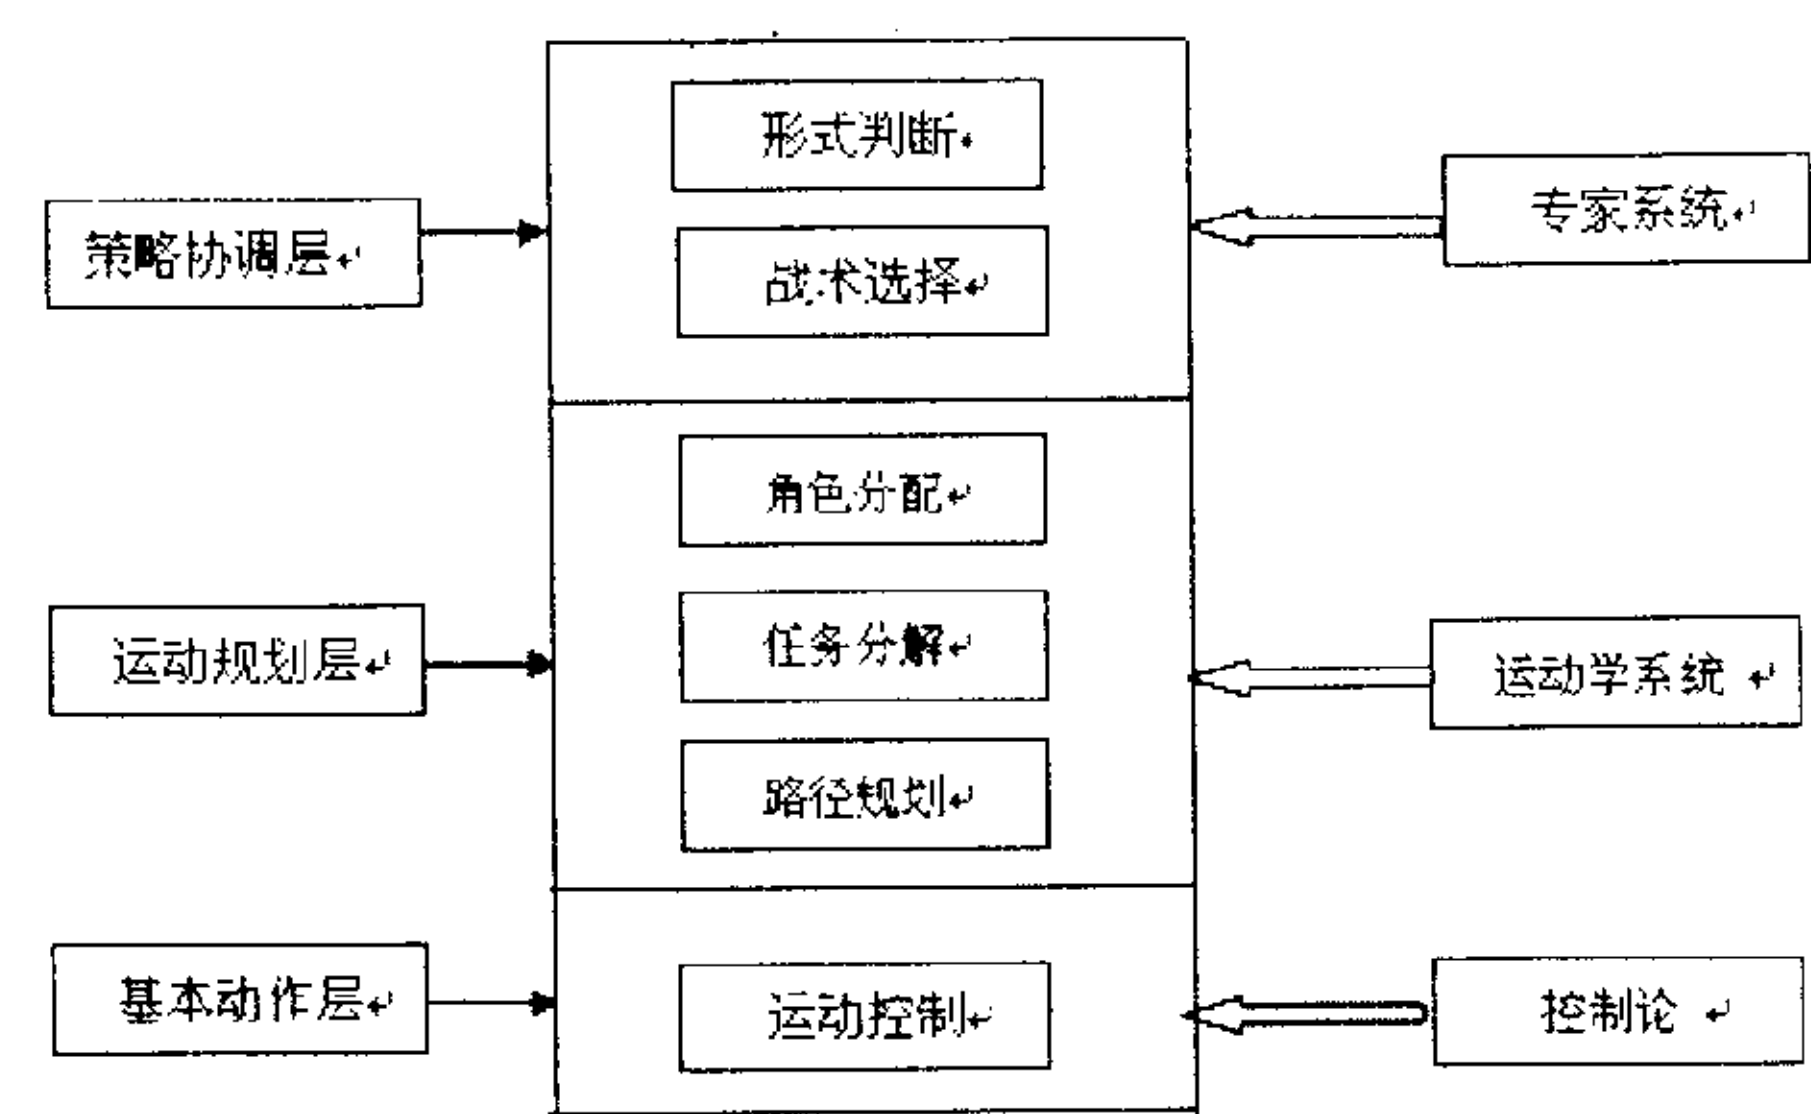 形式判断
策略协调层
专家系统
战术选择
角色分配
任务分解
运动规划层
运动学系统
路径规划
基本动作层
运动控制
控制论